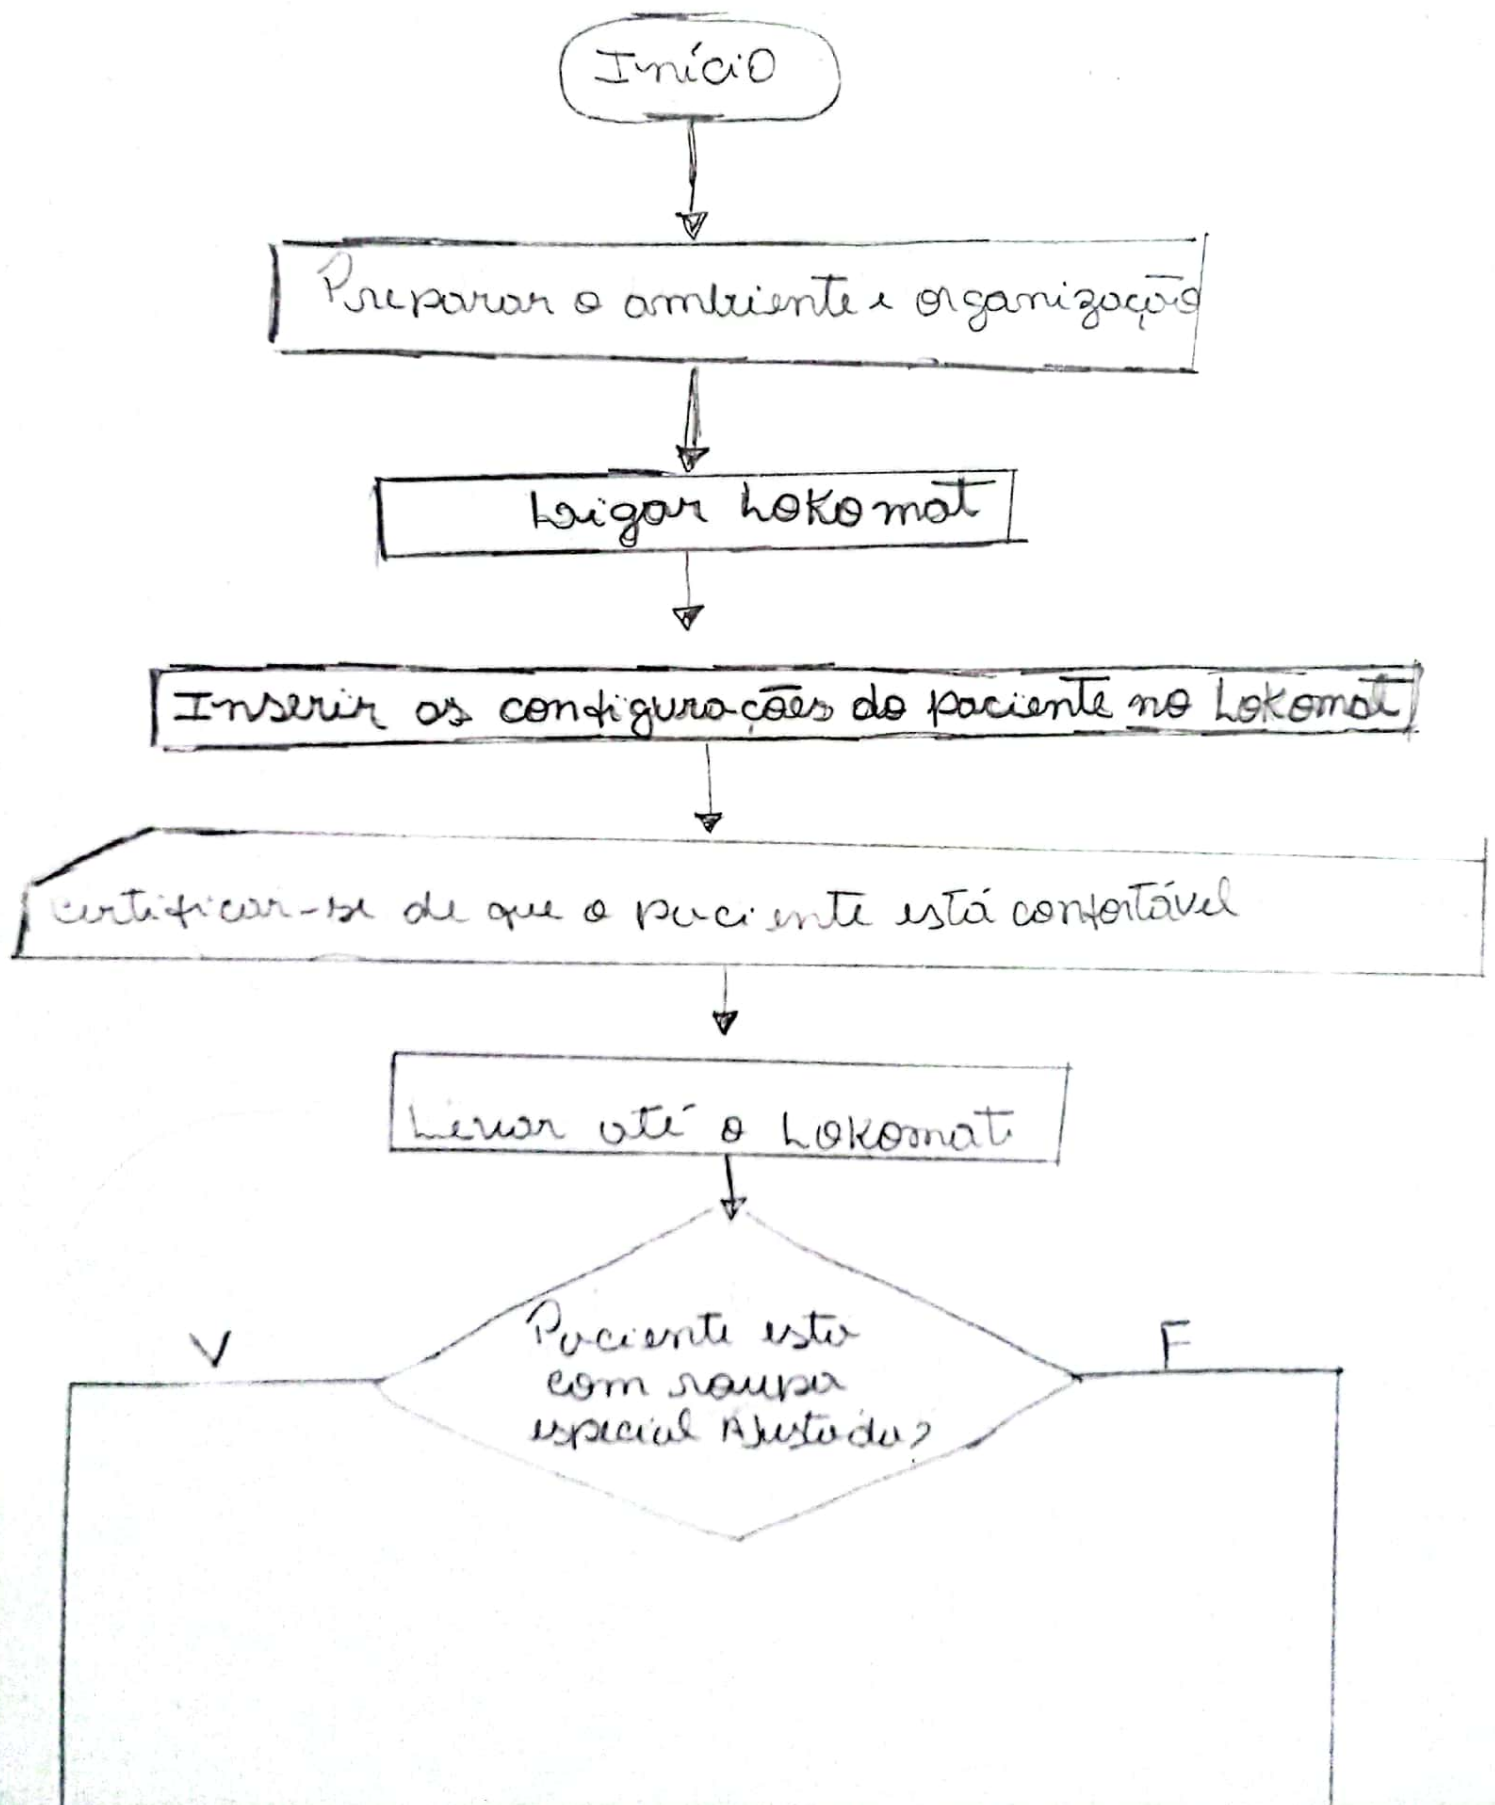 Início
Preparar o ambiente e organização
Ligar Lokomat
Inserir as configurações do paciente no Lokomat
Certificar-se de que o paciente está confortável
Levar até o Lokomat
V
F
Paciente esta
com roupa
especial Ajustada?